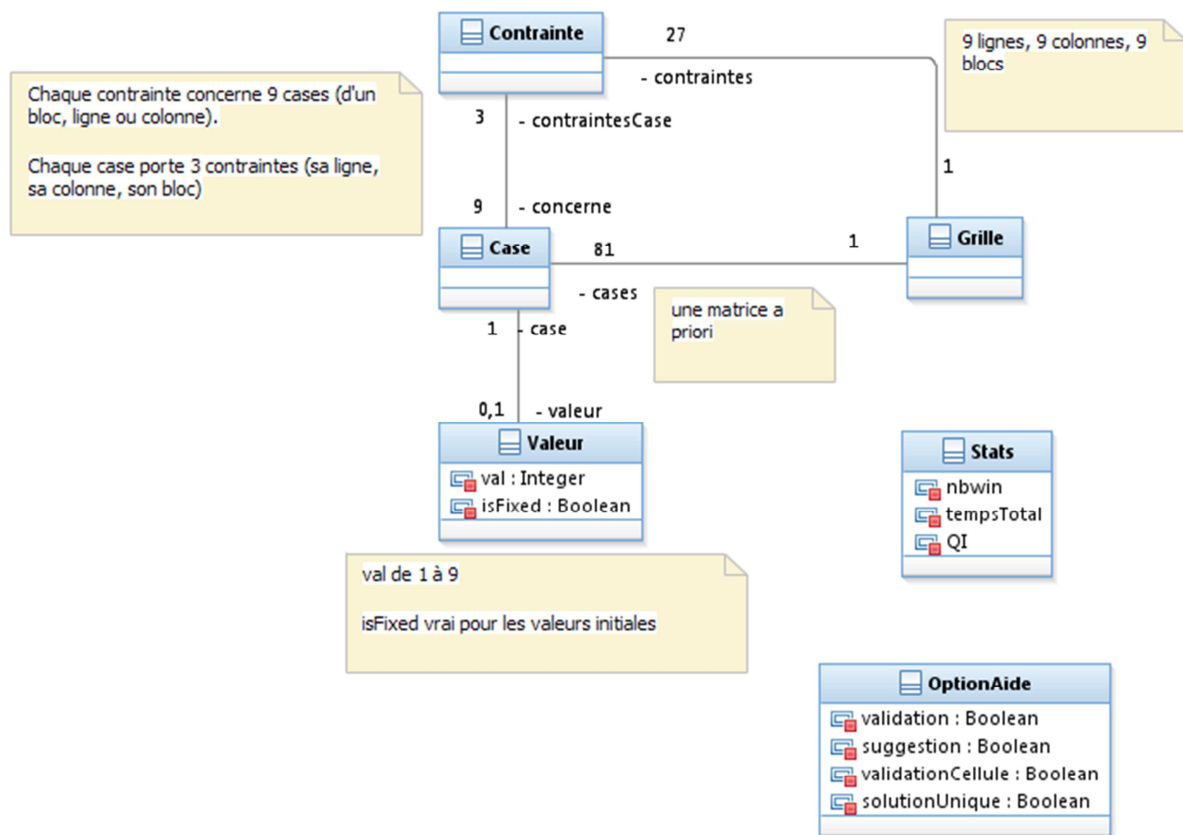 Contrainte
27
- contraintes
9 lignes, 9 colonnes, 9
blocs
Chaque contrainte concerne 9 cases (d'un
bloc, ligne ou colonne).
Chaque case porte 3 contraintes (sa ligne,
sa colonne, son bloc)
3
- contraintesCase
1
9
- concerne
Case
81
1
Grille
- cases
une matrice a
priori
1
- case
0,1
- valeur
Valeur
val : Integer
isFixed : Boolean
Stats
nbwin
tempsTotal
QI
val de 1 à 9
isFixed vrai pour les valeurs initiales
OptionAide
validation : Boolean
suggestion : Boolean
validationCellule : Boolean
solutionUnique : Boolean